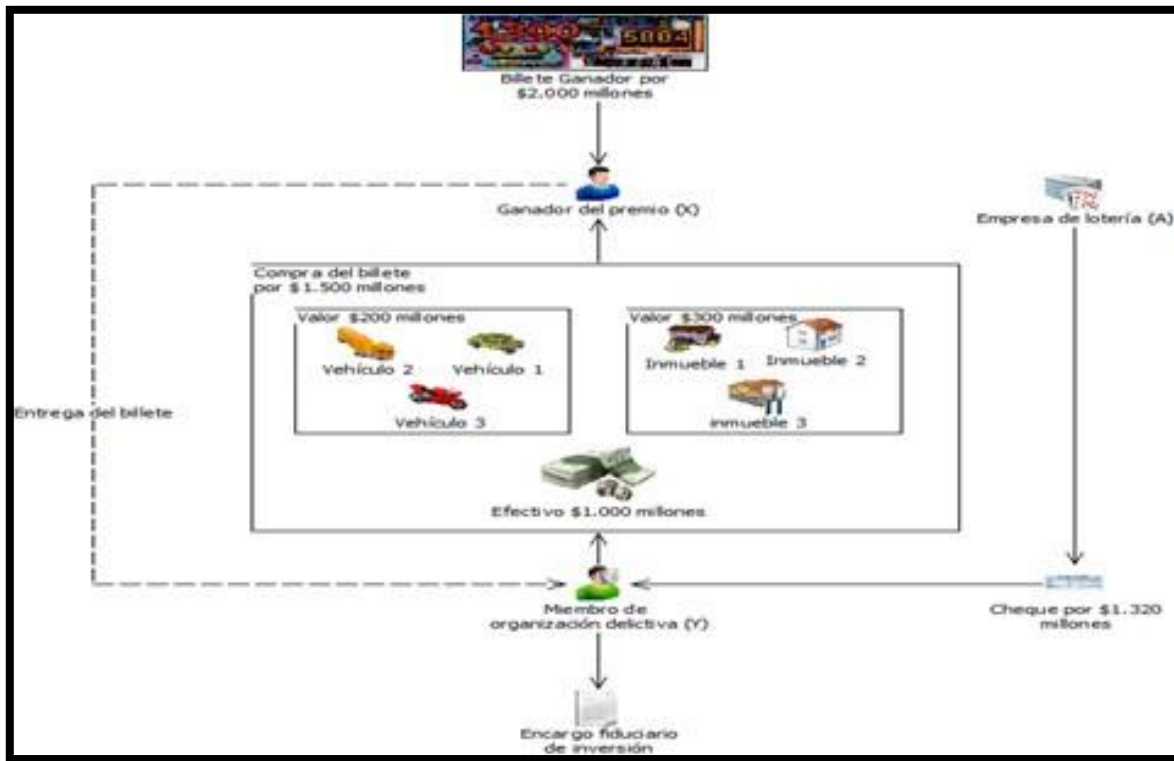 5004
Billete Ganador por
$2.000 millones
Ganador del premio (X)
Empresa de lotería (A)
Compra del billete
por $1.500 millones
Valor $200 millones
Valor $300 millones
Vehículo 2
Vehículo 1
Inmueble 1
Inmueble 2
Vehículo 3
inmueble 3
Entrega del billete
Efectivo $1.000 millones
Miembro de
organización delictiva (Y)
Cheque por $1.320
millones
Encargo fiduciario
de inversión